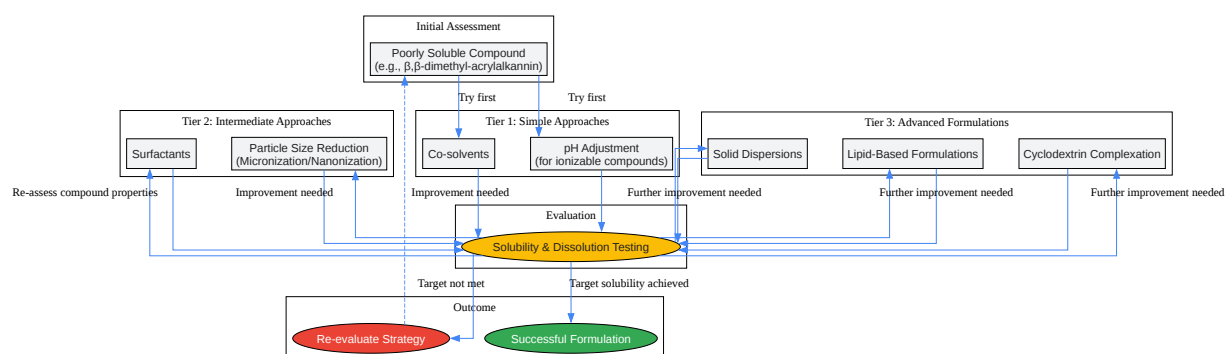 Initial Assessment
Poorly Soluble Compound
(e.g., β,β-dimethyl-acrylalkannin)
Try first
Try first
Tier 2: Intermediate Approaches
Tier 1: Simple Approaches
Tier 3: Advanced Formulations
Surfactants
Particle Size Reduction
(Micronization/Nanonization)
Co-solvents
pH Adjustment
(for ionizable compounds)
Solid Dispersions
Lipid-Based Formulations
Cyclodextrin Complexation
Re-assess compound properties
Improvement needed
Improvement needed
Further improvement needed
Further improvement needed
Further improvement needed
Evaluation
Solubility & Dissolution Testing
Target not met
Target solubility achieved
Outcome
Re-evaluate Strategy
Successful Formulation